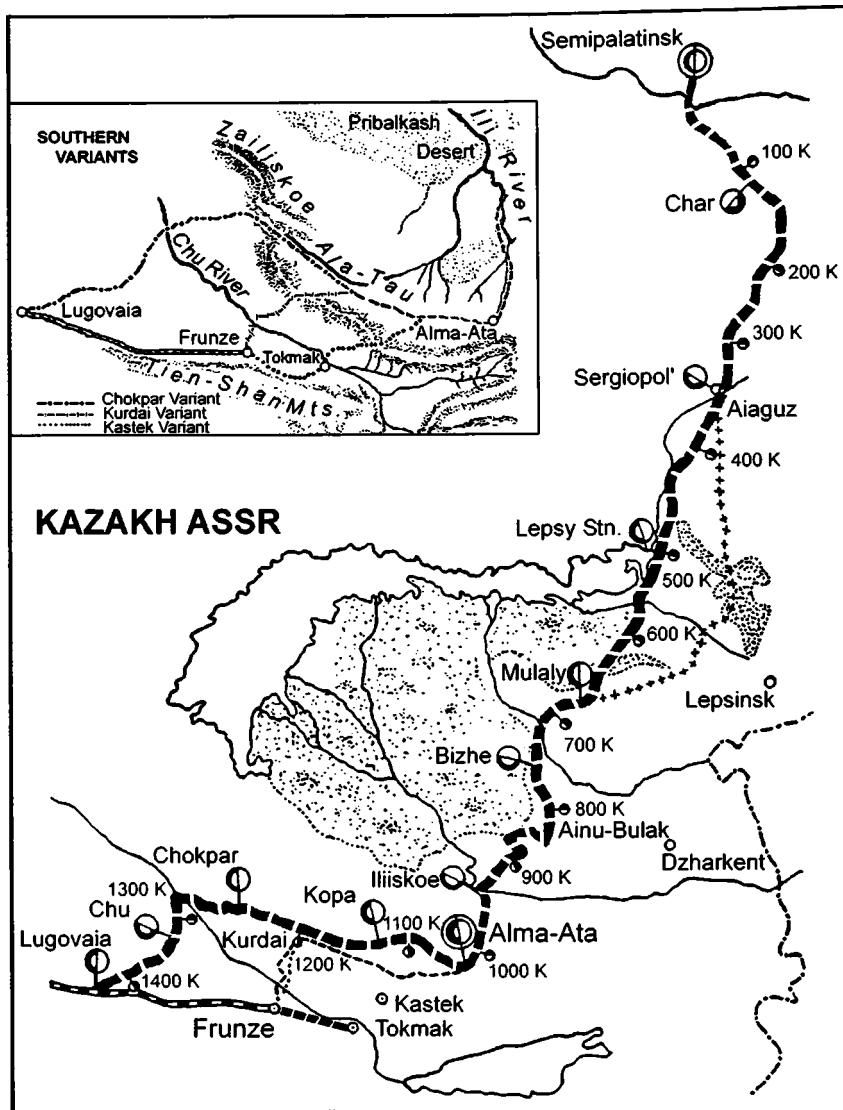 Semipalatinsk
100 K
Char
200 K
300 K
Sergiopol'
Aiaguz
400 K
SOUTHERN
VARIANTS
Zailjskoe
Ala-Tau
Pribalkash
Desert
Ili River
Chu River
Lugovaia
Frunze
Tokmak
Alma-Ata
Tien-Shan Mts.
Chokpar Variant
Kurdai Variant
Kastek Variant
KAZAKH ASSR
Lepsy Stn.
500 K
600 K
Mulaly
Lepsinsk
700 K
Bizhe
800 K
Ainu-Bulak
Dzharkent
900 K
Iliiskoe
Chokpar
1300 K
Chu
Kopa
1100 K
Alma-Ata
Lugovaia
Kurdai
1200 K
1000 K
1400 K
Kastek
Frunze
Tokmak